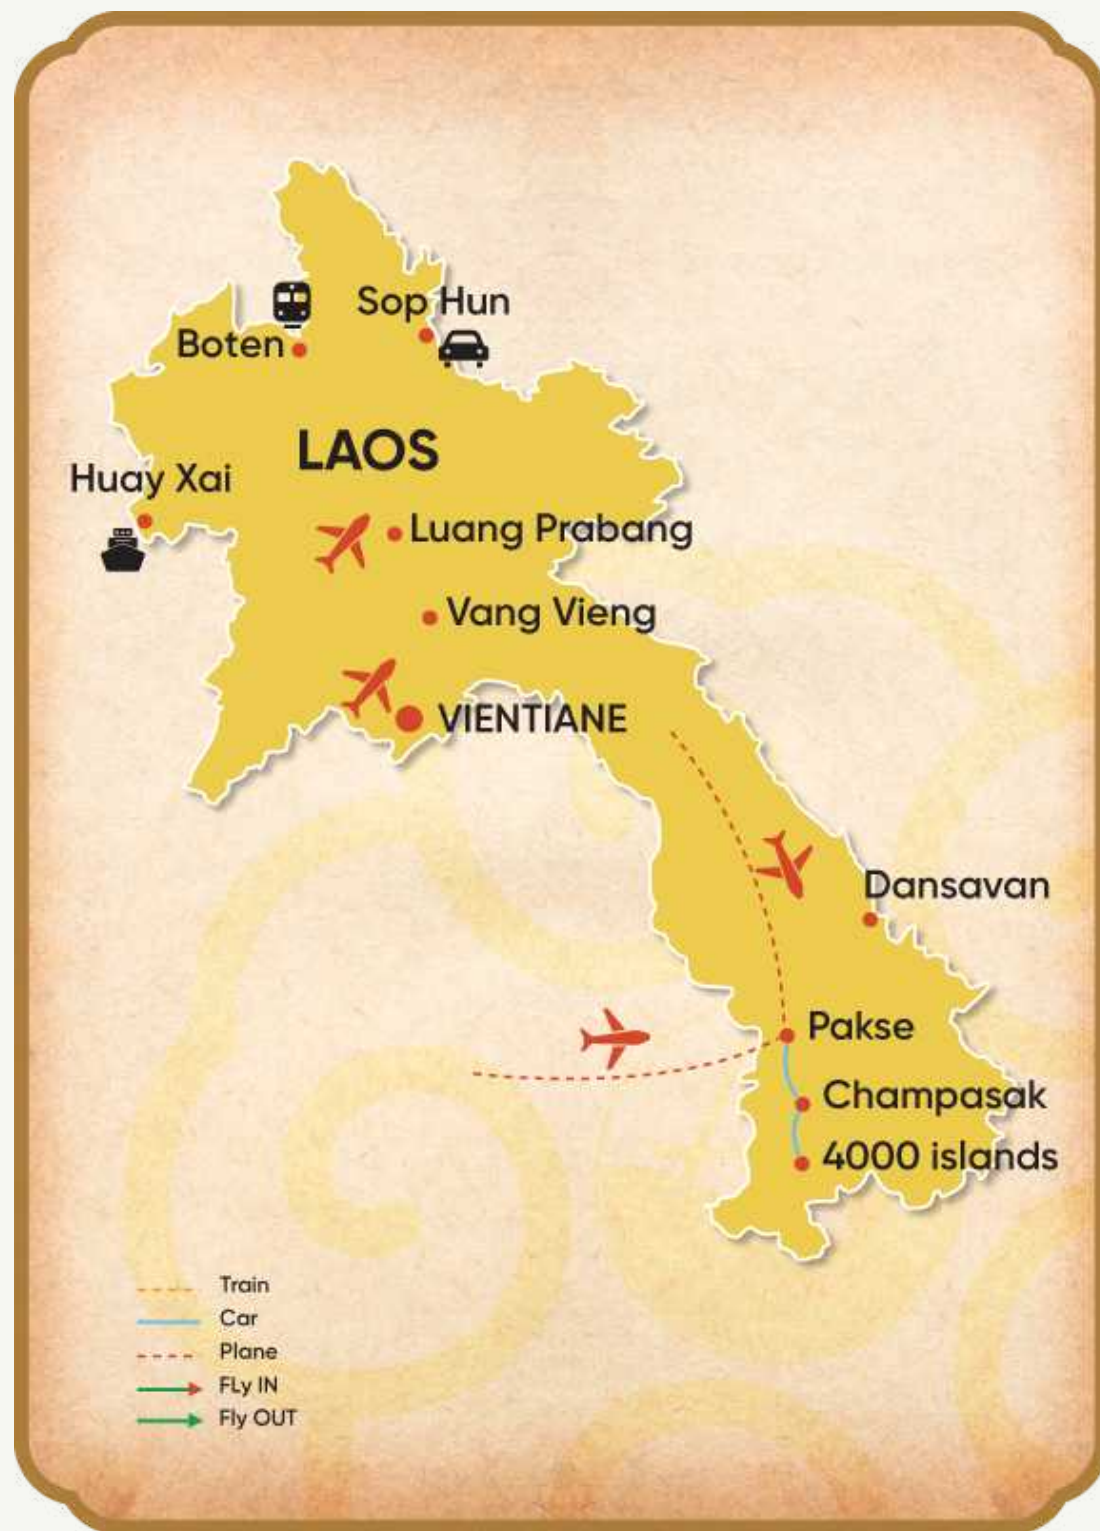 Sop Hun
Boten
LAOS
Huay Xai
Luang Prabang
Vang Vieng
VIENTIANE
Dansavan
Pakse
Champasak
4000 islands
Train
Car
Plane
FLy IN
Fly OUT